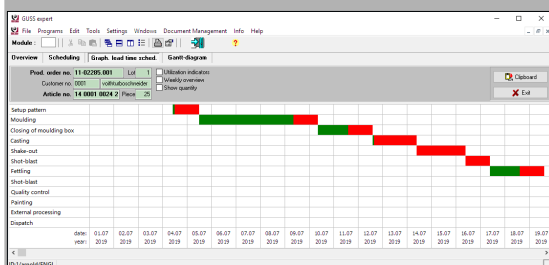 GUSS expert
File Programs Edit Tools Settings Windows Document Management Info Help
Module :
Overview Scheduling Graph. lead time sched. Gantt-diagram
Prod. order no. 11-02285.001 Lot 1 Utilization indicators
Weekly overview
Customer no. 0001 voithturboschneider Show quantity
Article no. 14 0001 0024 2 Piece 25
Clipboard
Exit
Setup pattern
Moulding
Closing of moulding box
Casting
Shake-out
Shot-blast
Fettling
Shot-blast
Quality control
Painting
External processing
Dispatch
date: 01.07 02.07 03.07 04.07 05.07 06.07 07.07 08.07 09.07 10.07 11.07 12.07 13.07 14.07 15.07 16.07 17.07 18.07 19.07
year: 2019 2019 2019 2019 2019 2019 2019 2019 2019 2019 2019 2019 2019 2019 2019 2019 2019 2019 2019